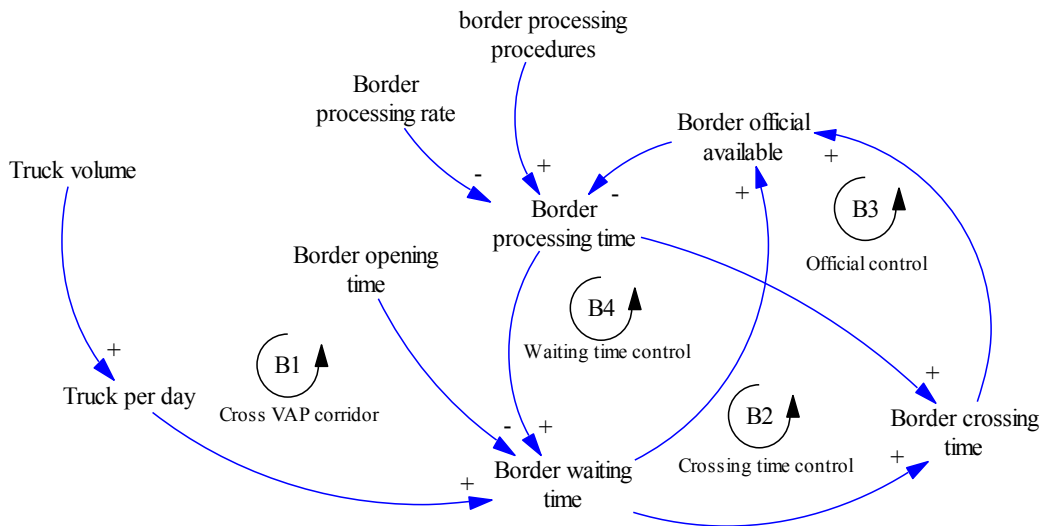 border processing
procedures
Border
processing rate
Border official
available
+
Truck volume
-
+
+
-
B3
Border
processing time
Official control
Border opening
time
B4
Waiting time control
+
B1
+
Truck per day
Cross VAP corridor
B2
Border crossing
time
-
+
Crossing time control
+
Border waiting
time
+